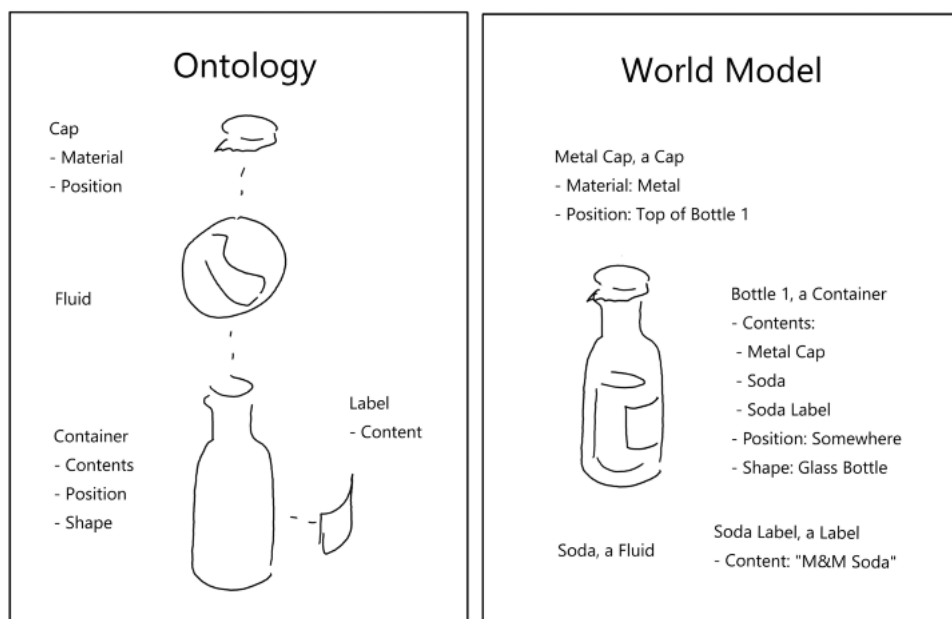 Ontology
Cap
- Material
- Position
Fluid
Container
- Contents
- Position
- Shape
Label
- Content
World Model
Metal Cap, a Cap
- Material: Metal
- Position: Top of Bottle 1
Bottle 1, a Container
- Contents:
- Metal Cap
- Soda
- Soda Label
- Position: Somewhere
- Shape: Glass Bottle
Soda, a Fluid
Soda Label, a Label
- Content: "M&M Soda"